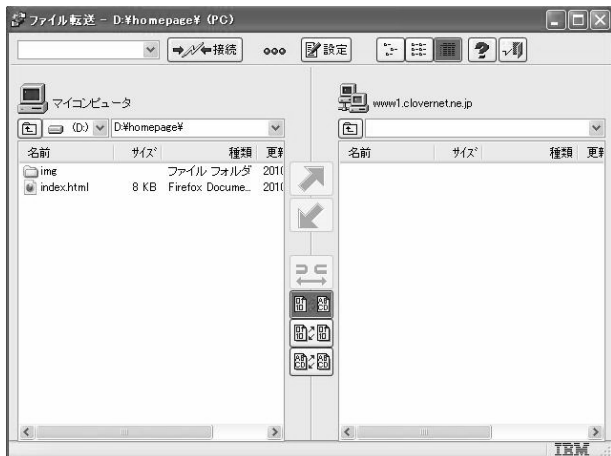 ファイル転送 - D:¥homepage¥ (PC)
接続
設定
マイコンピュータ
www1.clovernet.ne.jp
(D:)
D:¥homepage¥
名前 サイズ 種類 更新
名前 サイズ 種類 更新
img ファイル フォルダ 2010
index.html 8 KB Firefox Docume... 2010
IBM